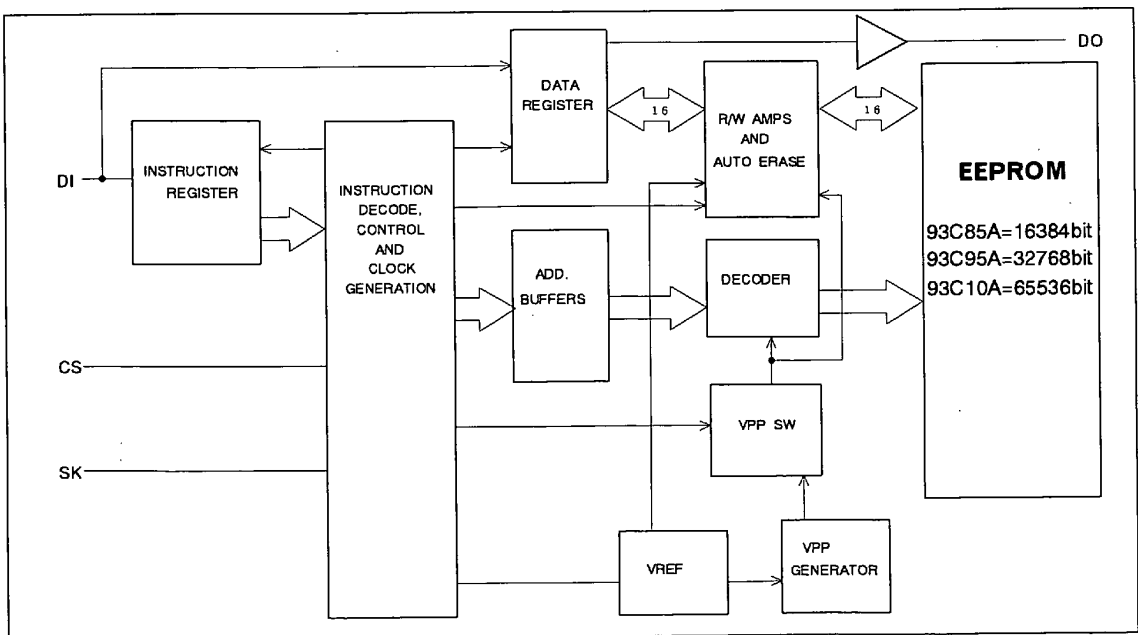 DO
DATA
REGISTER
16
R/W AMPS
AND
AUTO ERASE
16
EEPROM
93C85A=16384bit
93C95A=32768bit
93C10A=65536bit
DI
INSTRUCTION
REGISTER
INSTRUCTION
DECODE,
CONTROL
AND
CLOCK
GENERATION
ADD.
BUFFERS
DECODER
CS
VPP SW
SK
VREF
VPP
GENERATOR